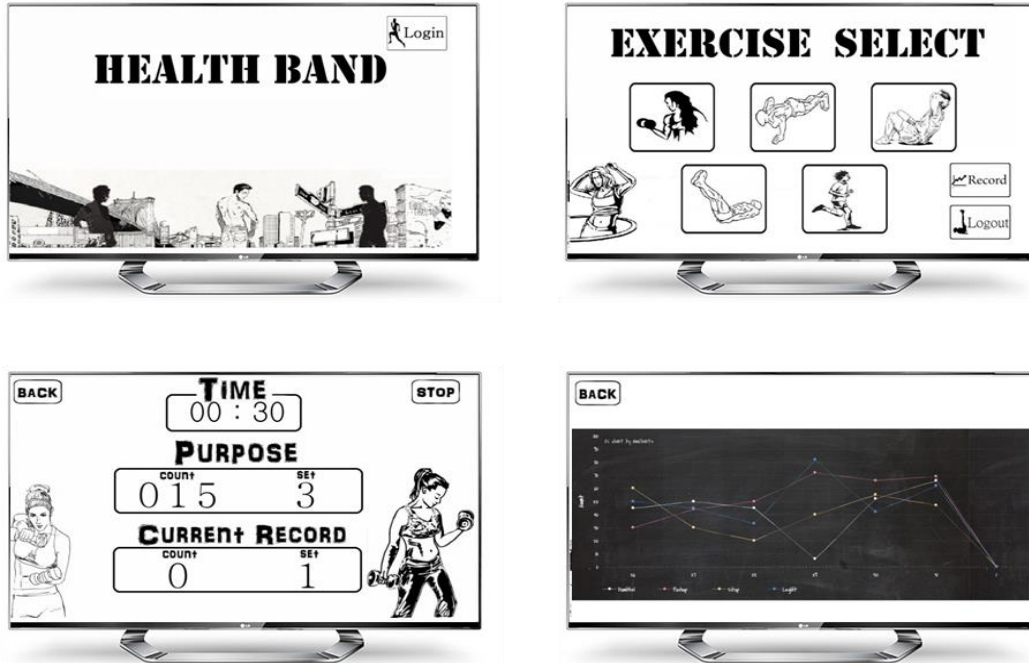 Login
HEALTH BAND
EXERCISE SELECT
Record
Logout
BACK
STOP
TIME
00 : 30
PURPOSE
COUNT SET
015 3
CURRENT RECORD
COUNT SET
0 1
BACK